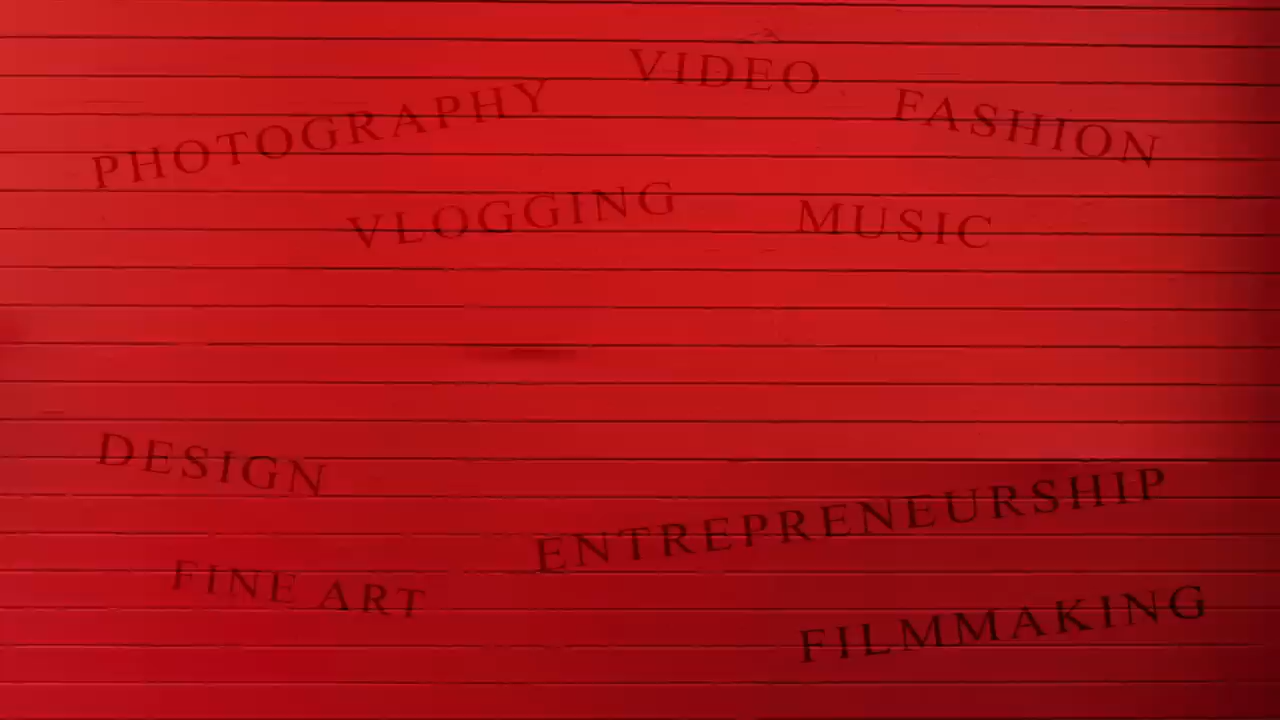 VIDEO
PHOTOGRAPHY
FASHION
VLOGGING
MUSIC
DESIGN
ENTREPRENEURSHIP
FINE ART
FILMMAKING